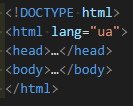 <!DOCTYPE html>
<html lang="ua">
<head>…</head>
<body>…</body>
</html>